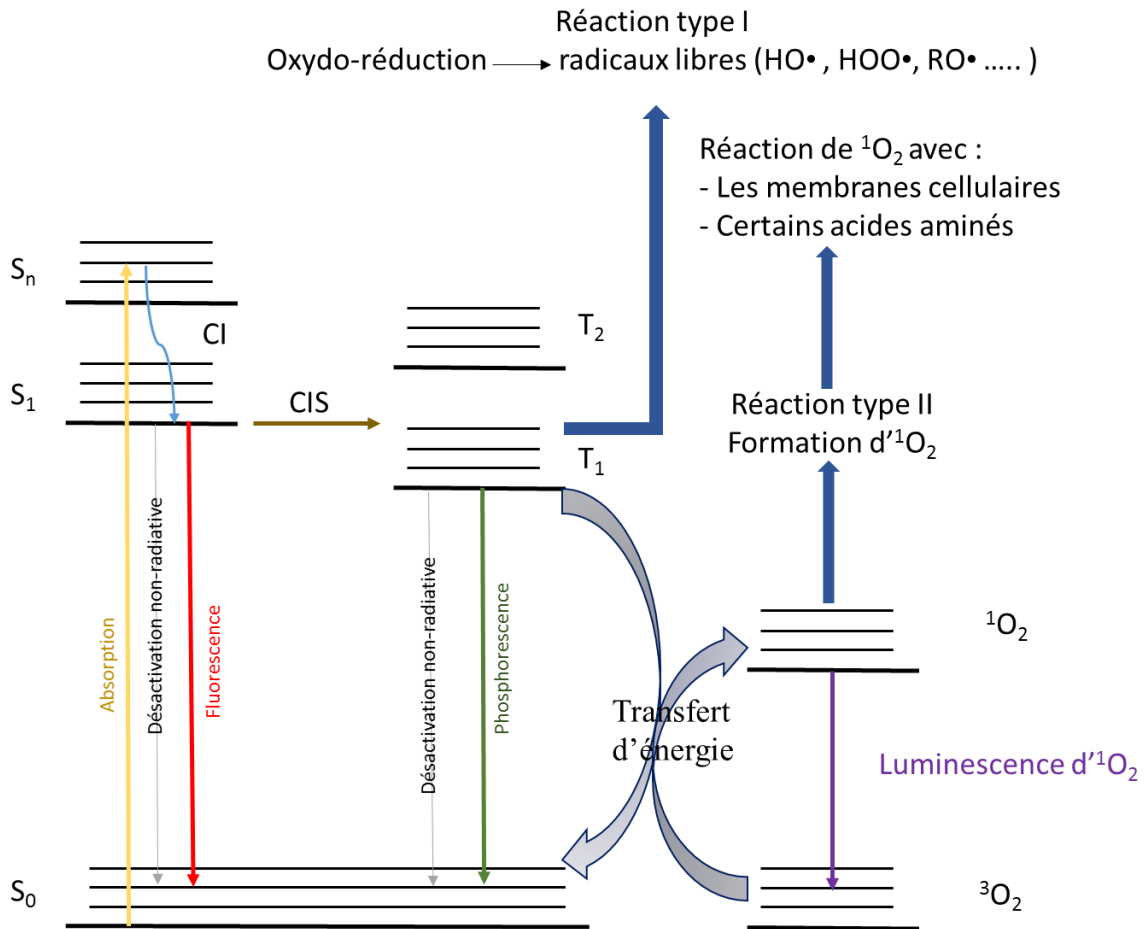 Réaction type I
Oxydo-réduction radicaux libres (HO• , HOO•, RO• ..... )
Réaction de ¹O₂ avec :
- Les membranes cellulaires
- Certains acides aminés
Sₙ
CI
T₂
S₁
CIS
Réaction type II
Formation d'¹O₂
T₁
Absorption
Désactivation non-radiative
Fluorescence
Désactivation non-radiative
Phosphorescence
¹O₂
Transfert
d'énergie
Luminescence d'¹O₂
S₀
³O₂